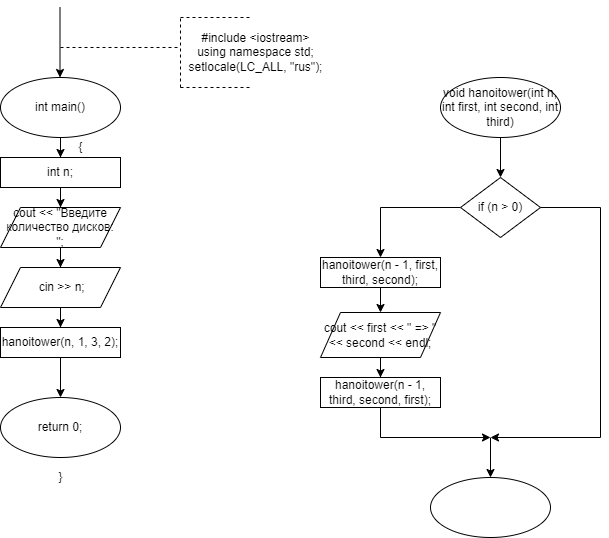 #include <iostream>
using namespace std;
setlocale(LC_ALL, "rus");
int main()
{
int n;
cout << "Введите
количество дисков:
";
cin >> n;
hanoitower(n, 1, 3, 2);
return 0;
}
void hanoitower(int n,
int first, int second, int
third)
if (n > 0)
hanoitower(n - 1, first,
third, second);
cout << first << " => "
<< second << endl;
hanoitower(n - 1,
third, second, first);